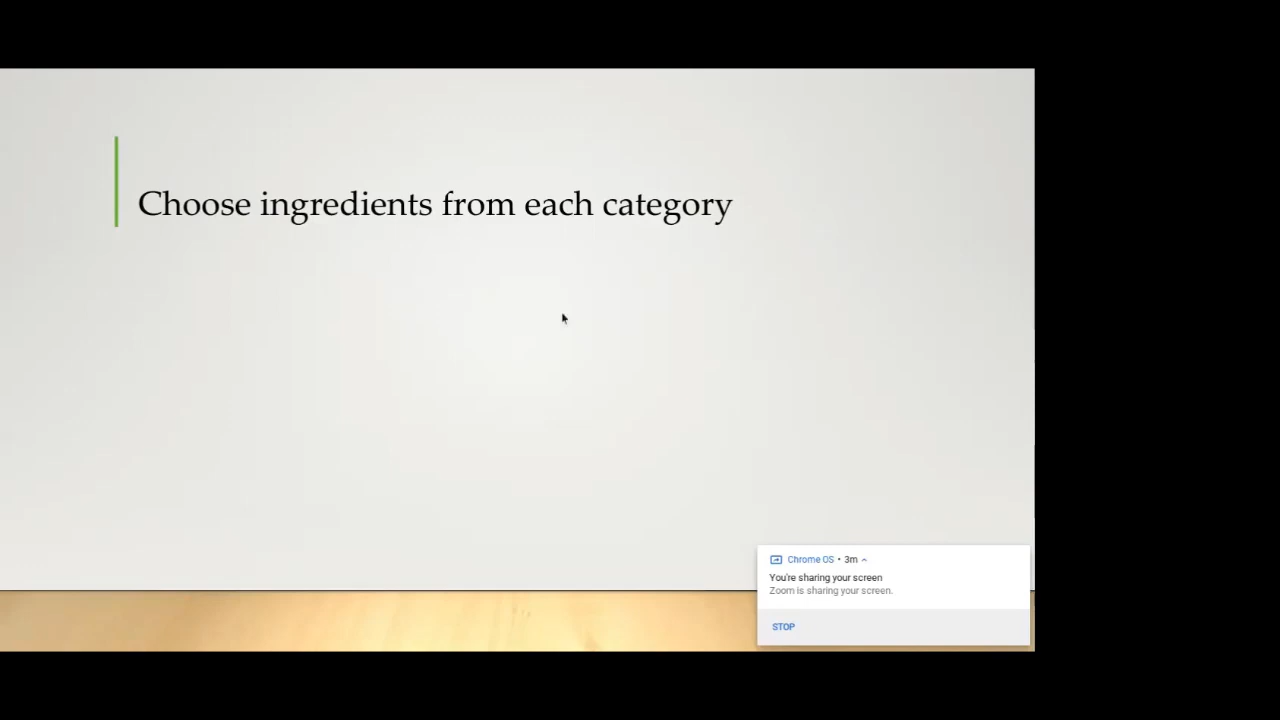 Choose ingredients from each category
Chrome OS • 3m
You're sharing your screen
Zoom is sharing your screen.
STOP